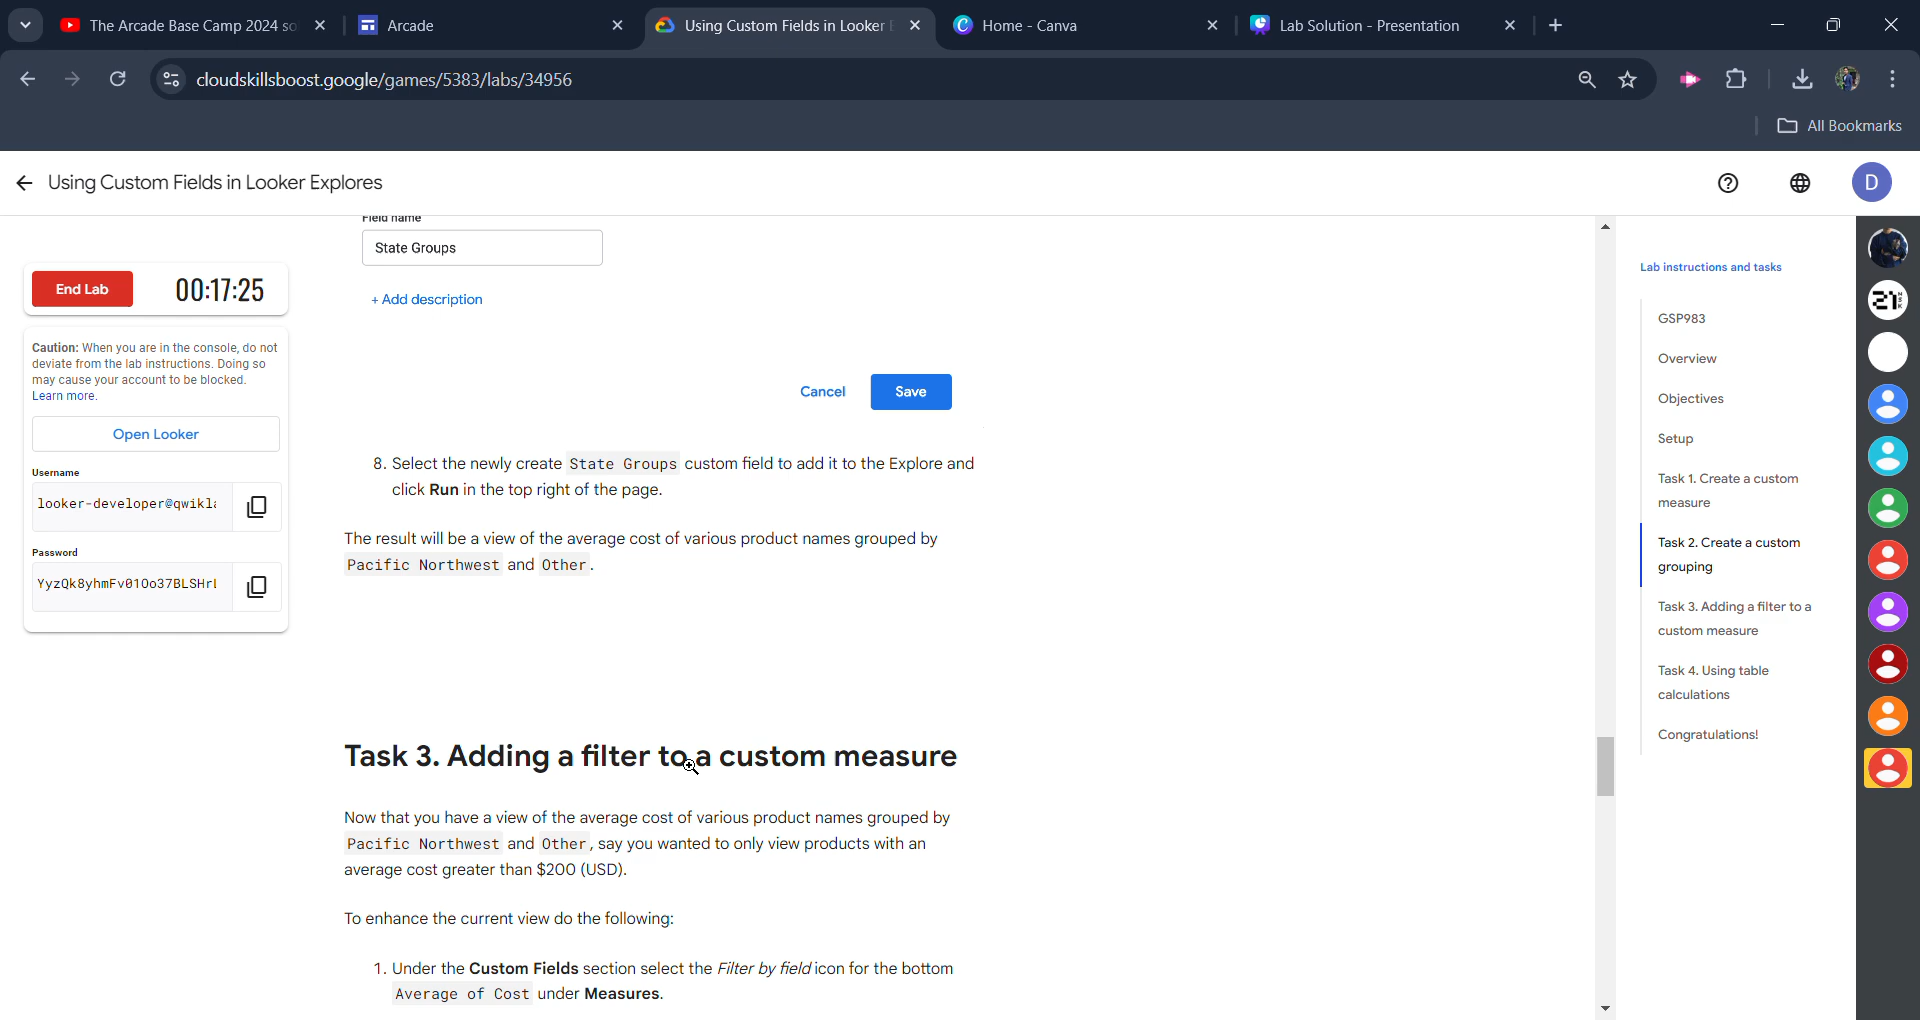 The Arcade Base Camp 2024 so
Arcade
Using Custom Fields in Looker E
Home - Canva
Lab Solution - Presentation
cloudskillsboost.google/games/5383/labs/34956
All Bookmarks
Using Custom Fields in Looker Explores
D
Field name
State Groups
+ Add description
Cancel
Save
End Lab
00:17:25
Caution: When you are in the console, do not
deviate from the lab instructions. Doing so
may cause your account to be blocked.
Learn more.
Open Looker
Username
looker-developer@qwikla
Password
YyzQk8yhmFv01Oo37BLSHrL
8. Select the newly create State Groups custom field to add it to the Explore and
click Run in the top right of the page.
The result will be a view of the average cost of various product names grouped by
Pacific Northwest and Other.
Task 3. Adding a filter to a custom measure
Now that you have a view of the average cost of various product names grouped by
Pacific Northwest and Other, say you wanted to only view products with an
average cost greater than $200 (USD).
To enhance the current view do the following:
1. Under the Custom Fields section select the Filter by field icon for the bottom
Average of Cost under Measures.
Lab instructions and tasks
GSP983
Overview
Objectives
Setup
Task 1. Create a custom
measure
Task 2. Create a custom
grouping
Task 3. Adding a filter to a
custom measure
Task 4. Using table
calculations
Congratulations!